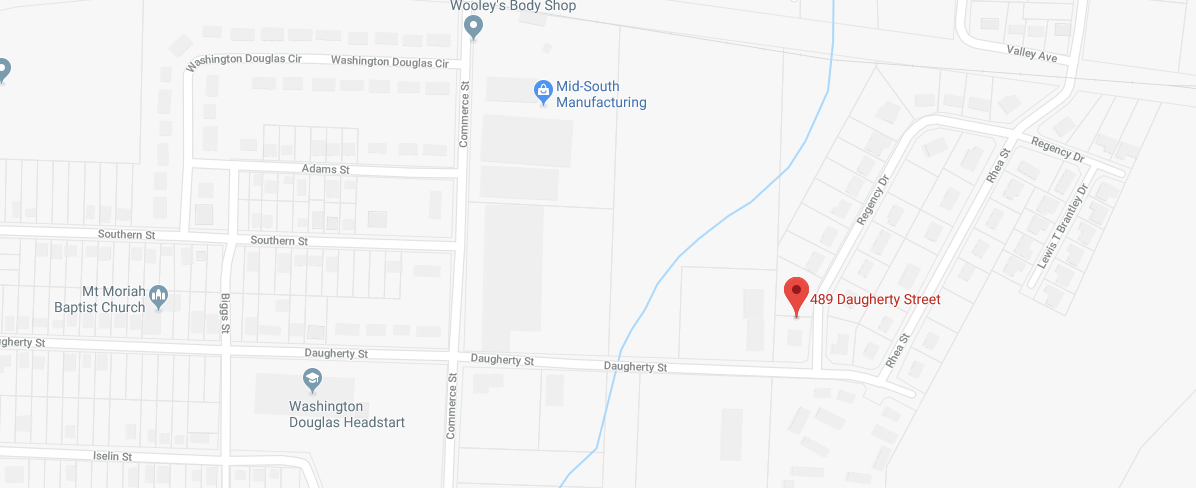 Wooley's Body Shop
Valley Ave
Washington Douglas Cir
Washington Douglas Cir
Mid-South
Manufacturing
Commerce St
Regency Dr
Rhea St
Adams St
Regency Dr
Lewis T Brantley Dr
Southern St
Southern St
Mt Moriah
Baptist Church
Biggs St
489 Daugherty Street
ugherty St
Daugherty St
Daugherty St
Daugherty St
Rhea St
Washington
Douglas Headstart
Commerce St
Iselin St